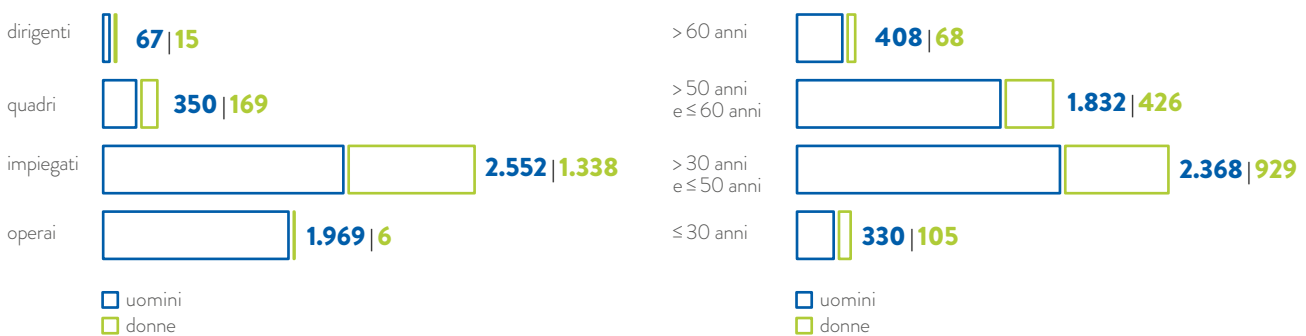 dirigenti
67|15
quadri
350|169
impiegati
2.552|1.338
operai
1.969|6
uomini
donne
> 60 anni
408|68
> 50 anni
e ≤ 60 anni
1.832|426
> 30 anni
e ≤ 50 anni
2.368|929
≤ 30 anni
330|105
uomini
donne